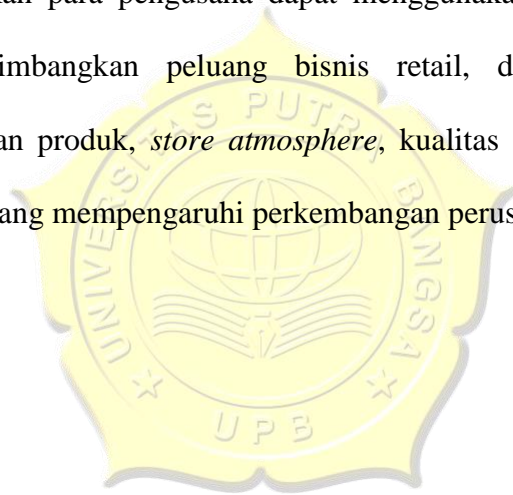 kan para pengusaha dapat menggunaka
imbangkan peluang bisnis retail, d
an produk, store atmosphere, kualitas
ang mempengaruhi perkembangan perus
UNIVERSITAS PUTRA BANGSA
UPB